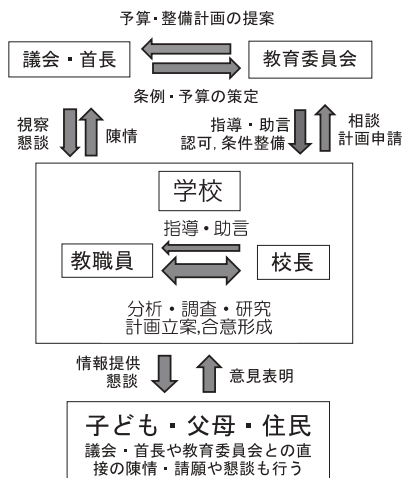 予算・整備計画の提案
議会・首長
教育委員会
条例・予算の策定
視察
懇談
陳情
指導・助言
認可,条件整備
相談
計画申請
学校
指導・助言
教職員
校長
分析・調査・研究
計画立案,合意形成
情報提供
懇談
意見表明
子ども・父母・住民
議会・首長や教育委員会との直
接の陳情・請願や懇談も行う